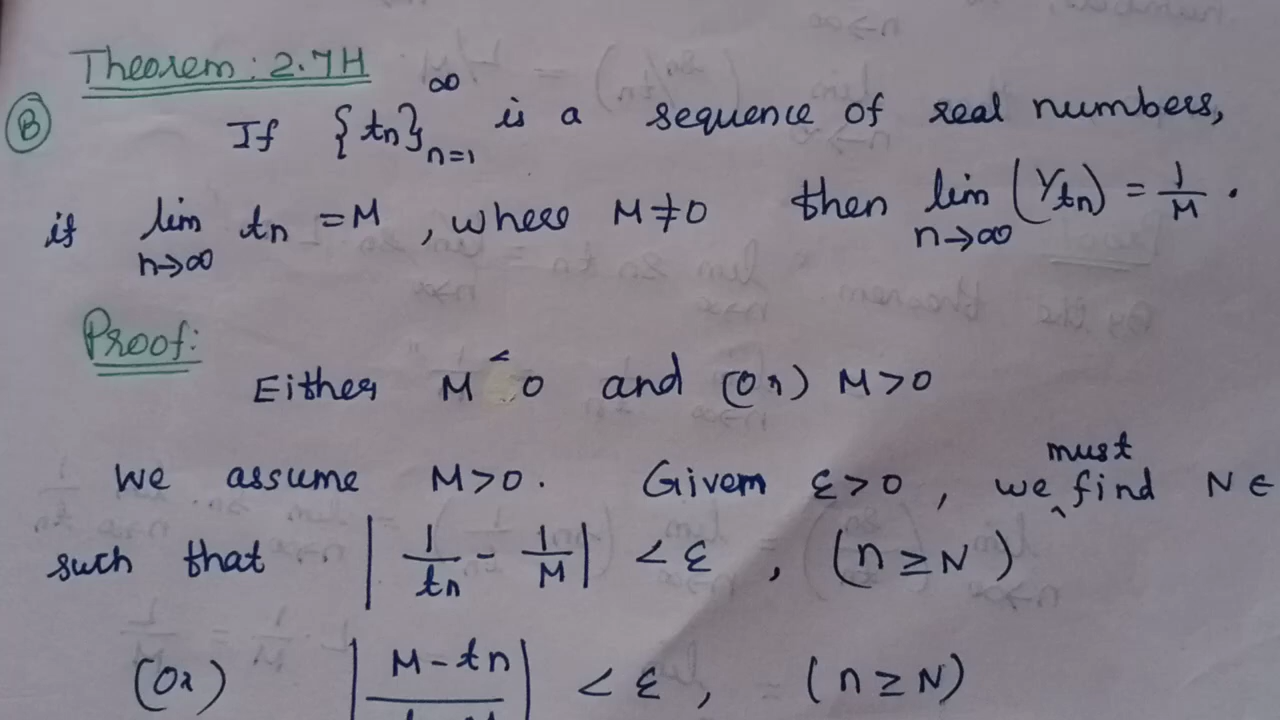 Theorem: 2.7H
(B) If {tn}∞n=1 is a sequence of real numbers,
if lim n→∞ tn = M, where M≠0 then lim n→∞ (1/tn) = 1/M.
Proof:
Either M < 0 and (or) M>0
We assume M>0. Given ε>0, we must find N ∈
such that |1/tn - 1/M| < ε, (n ≥ N)
(Or) |M-tn / tn M| < ε, (n ≥ N)